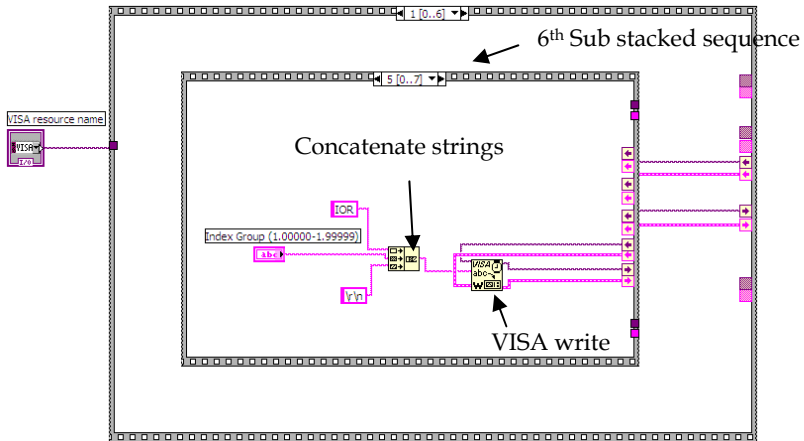 1 [0..6]
6th Sub stacked sequence
5 [0..7]
VISA resource name
VISA
I/O
Concatenate strings
IOR
Index Group (1.00000-1.99999)
abc
\r\n
VISA
abc
W
VISA write